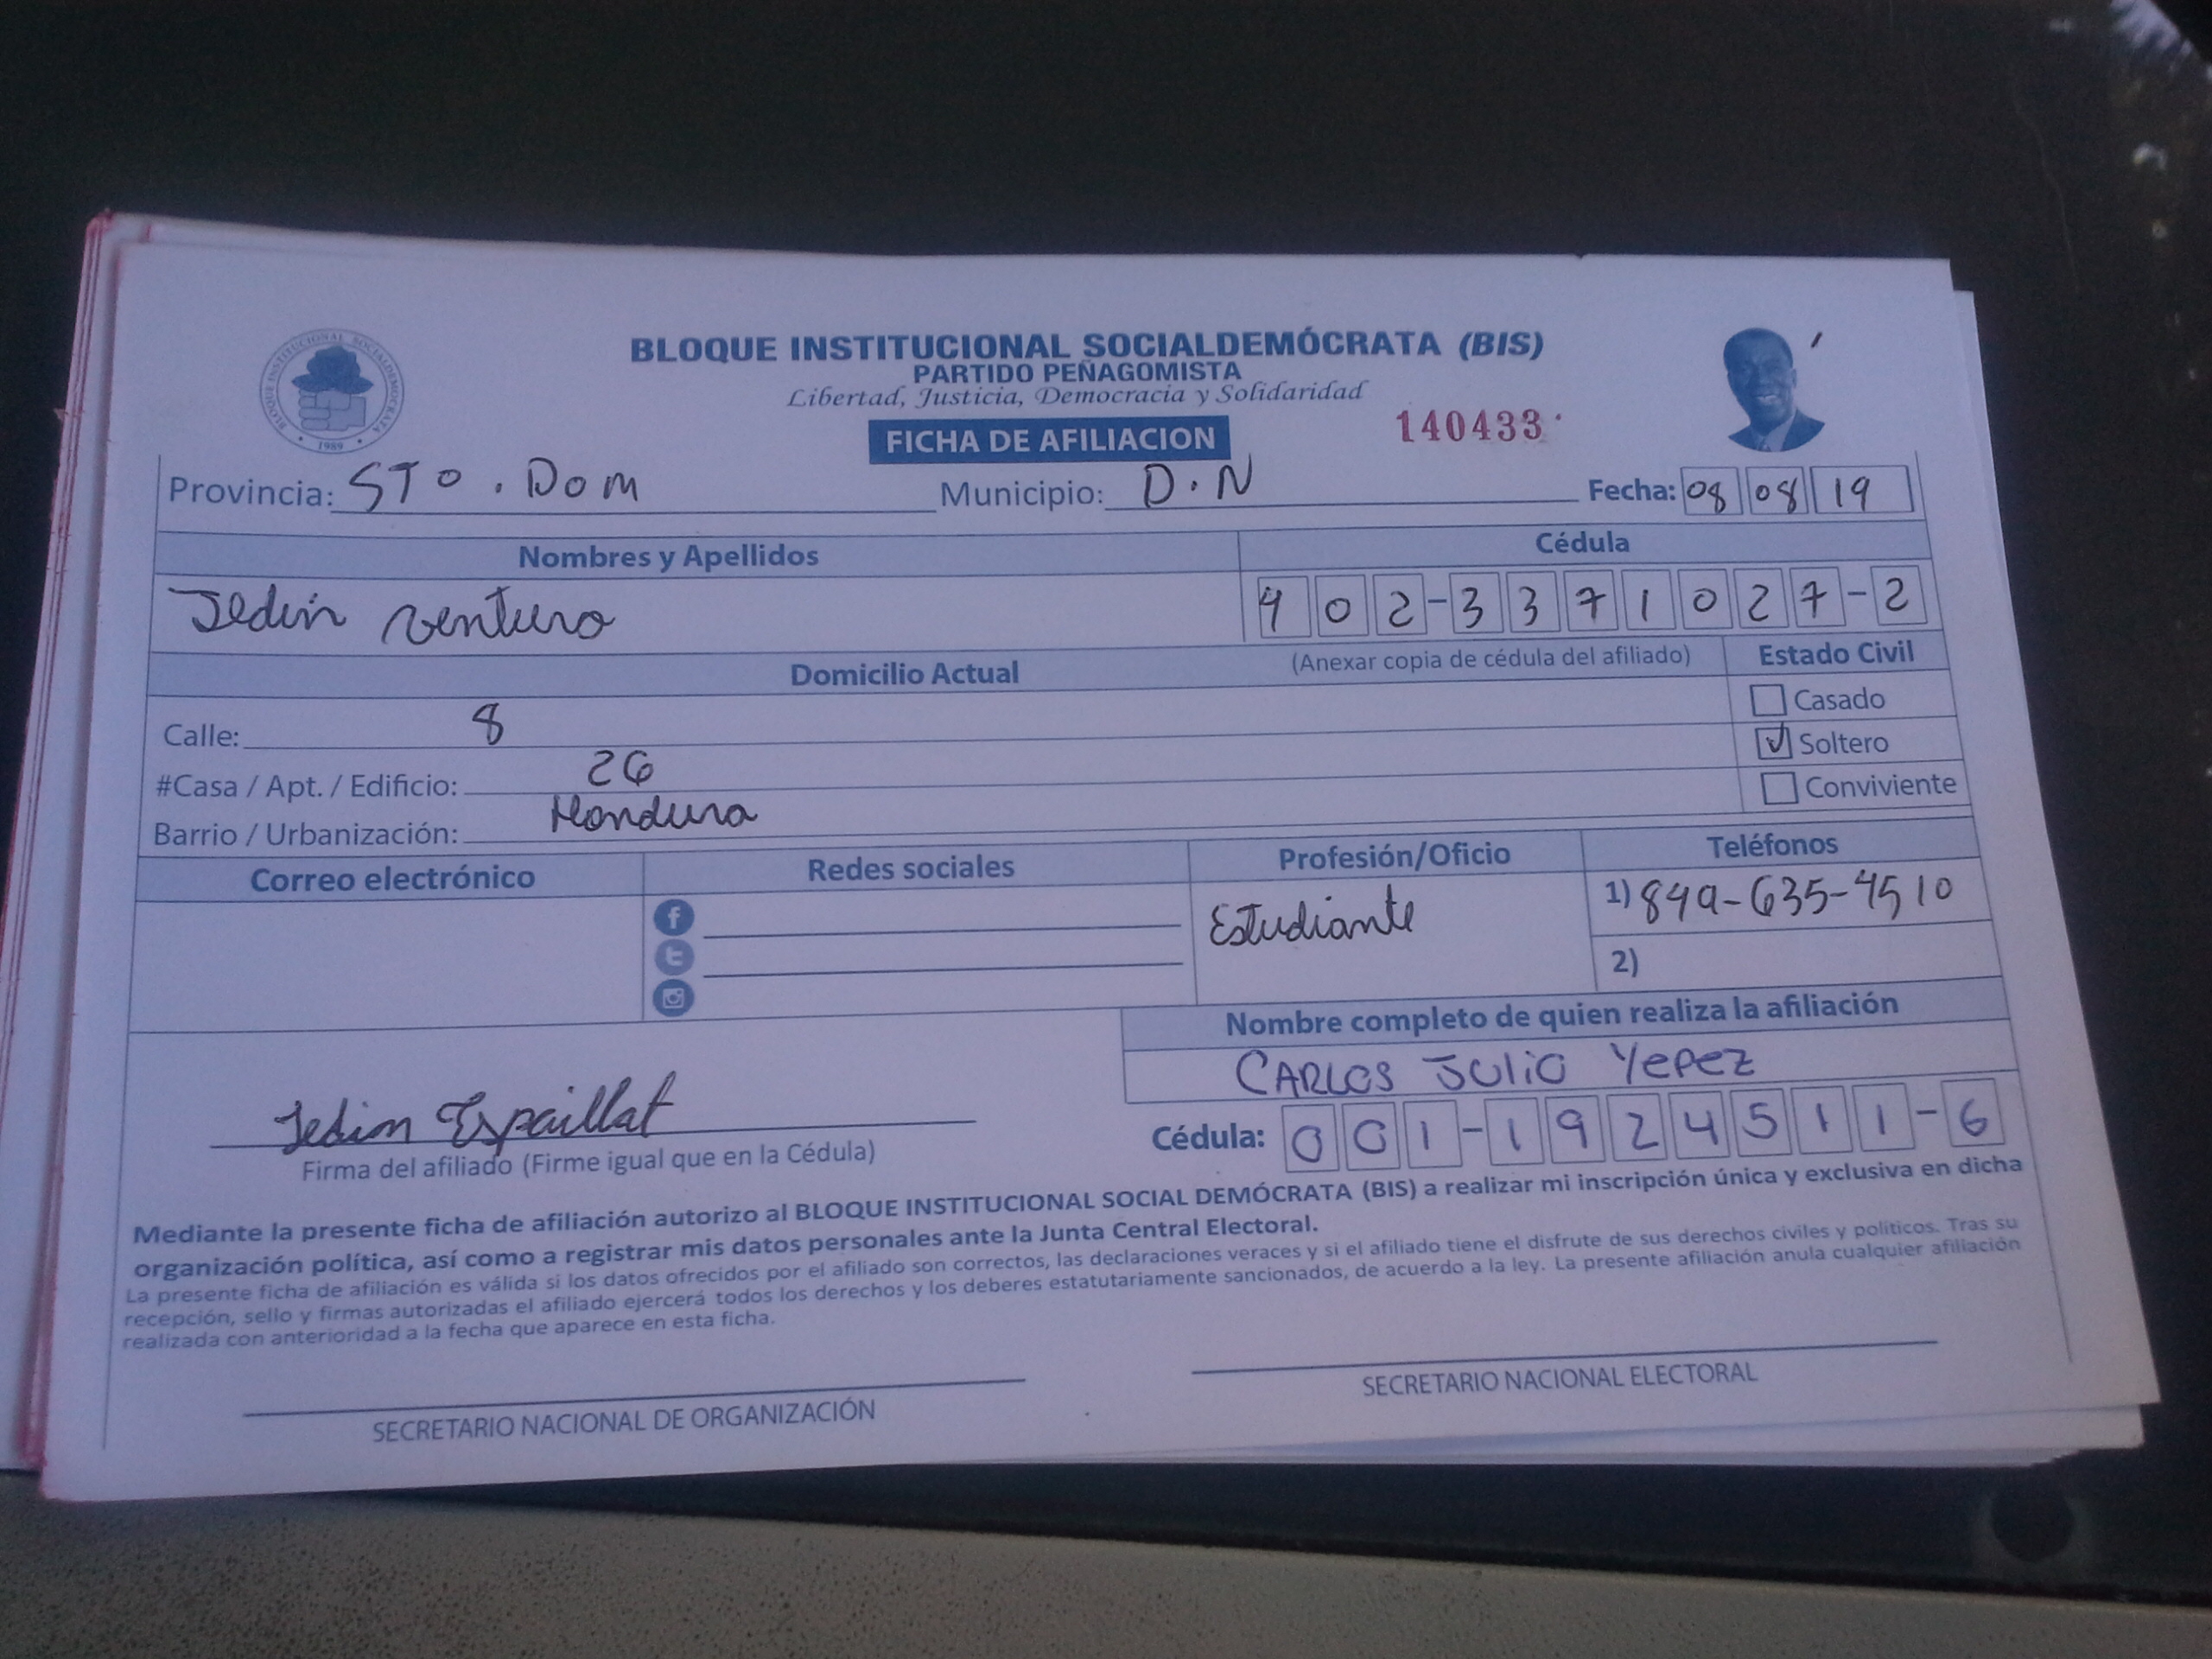 BLOQUE INSTITUCIONAL SOCIALDEMÓCRATA (BIS)
PARTIDO PEÑAGOMISTA
Libertad, Justicia, Democracia y Solidaridad
FICHA DE AFILIACION
140433
BLOQUE INSTITUCIONAL SOCIALDEMOCRATA
1989
Provincia: STO. Dom Municipio: D.N Fecha: 08 08 19
Nombres y Apellidos Cédula
Jedin ventura 402-3371027-2
Domicilio Actual (Anexar copia de cédula del afiliado) Estado Civil
Calle: 8 Casado
#Casa / Apt. / Edificio: 26 Soltero
Barrio / Urbanización: Hondura Conviviente
Correo electrónico Redes sociales Profesión/Oficio Teléfonos
Estudiante 1) 849-635-4510
2)
Nombre completo de quien realiza la afiliación
CARLOS JULIO YePEZ
Jedin Espaillat Cédula: 001-1924511-6
Firma del afiliado (Firme igual que en la Cédula)
Mediante la presente ficha de afiliación autorizo al BLOQUE INSTITUCIONAL SOCIAL DEMÓCRATA (BIS) a realizar mi inscripción única y exclusiva en dicha
organización política, así como a registrar mis datos personales ante la Junta Central Electoral.
La presente ficha de afiliación es válida si los datos ofrecidos por el afiliado son correctos, las declaraciones veraces y si el afiliado tiene el disfrute de sus derechos civiles y políticos. Tras su
recepción, sello y firmas autorizadas el afiliado ejercerá todos los derechos y los deberes estatutariamente sancionados, de acuerdo a la ley. La presente afiliación anula cualquier afiliación
realizada con anterioridad a la fecha que aparece en esta ficha.
SECRETARIO NACIONAL DE ORGANIZACIÓN SECRETARIO NACIONAL ELECTORAL